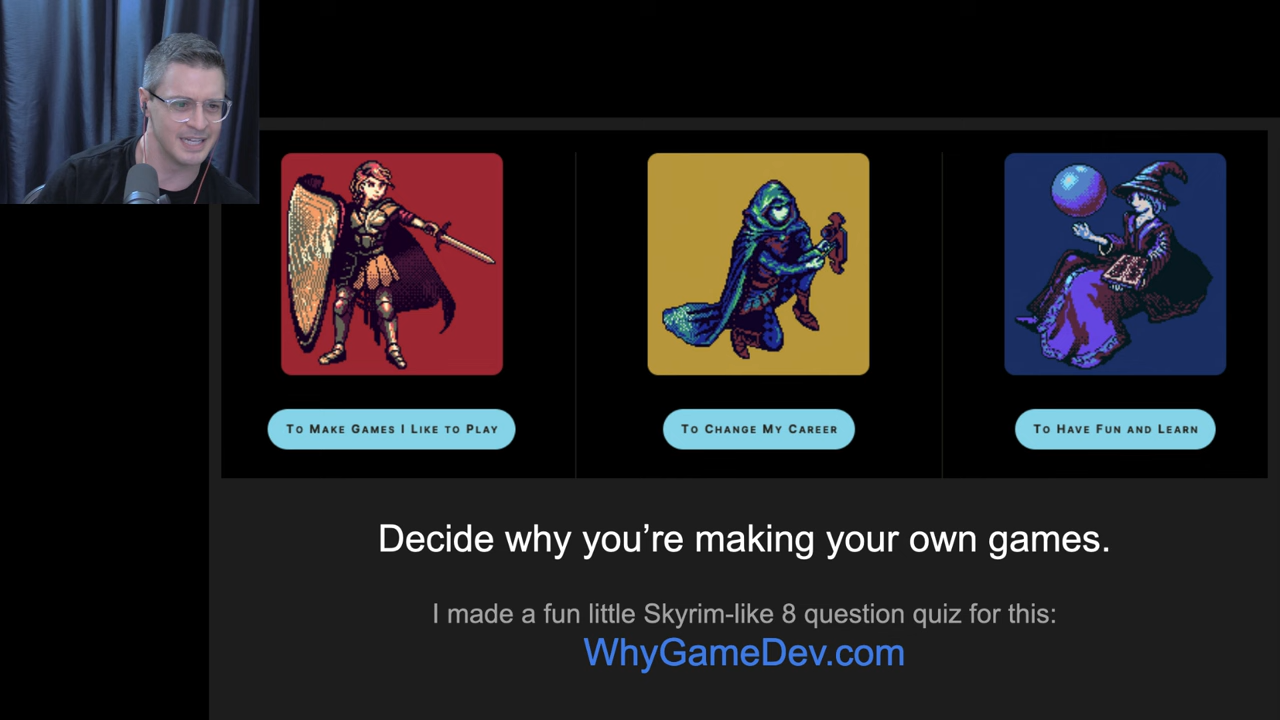 To Make Games I Like to Play
To Change My Career
To Have Fun and Learn
Decide why you’re making your own games.
I made a fun little Skyrim-like 8 question quiz for this:
WhyGameDev.com